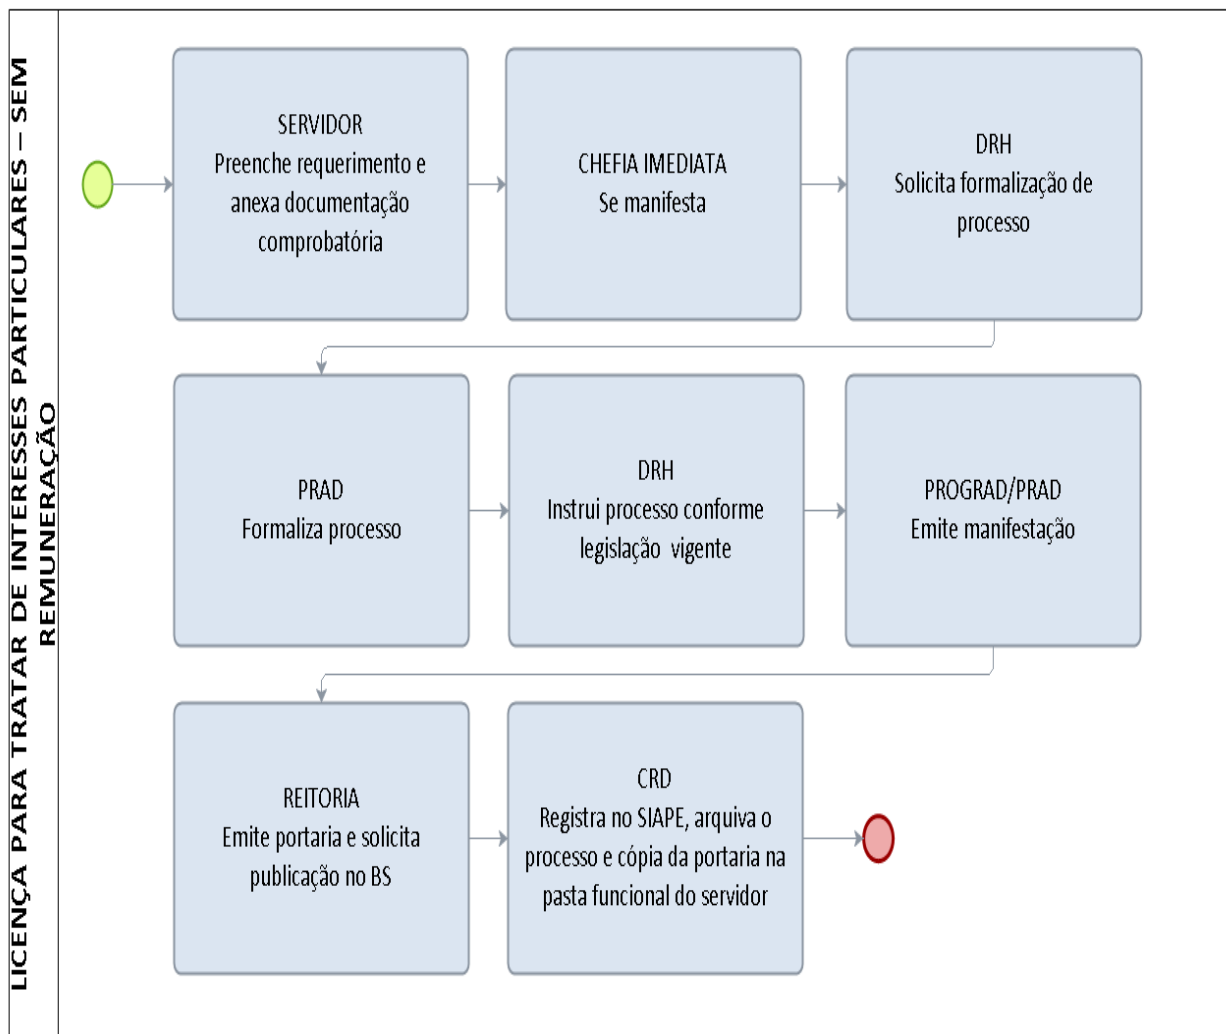 LICENÇA PARA TRATAR DE INTERESSES PARTICULARES – SEM
REMUNERAÇÃO
SERVIDOR
Preenche requerimento e
anexa documentação
comprobatória
CHEFIA IMEDIATA
Se manifesta
DRH
Solicita formalização de
processo
PRAD
Formaliza processo
DRH
Instrui processo conforme
legislação vigente
PROGRAD/PRAD
Emite manifestação
REITORIA
Emite portaria e solicita
publicação no BS
CRD
Registra no SIAPE, arquiva o
processo e cópia da portaria na
pasta funcional do servidor